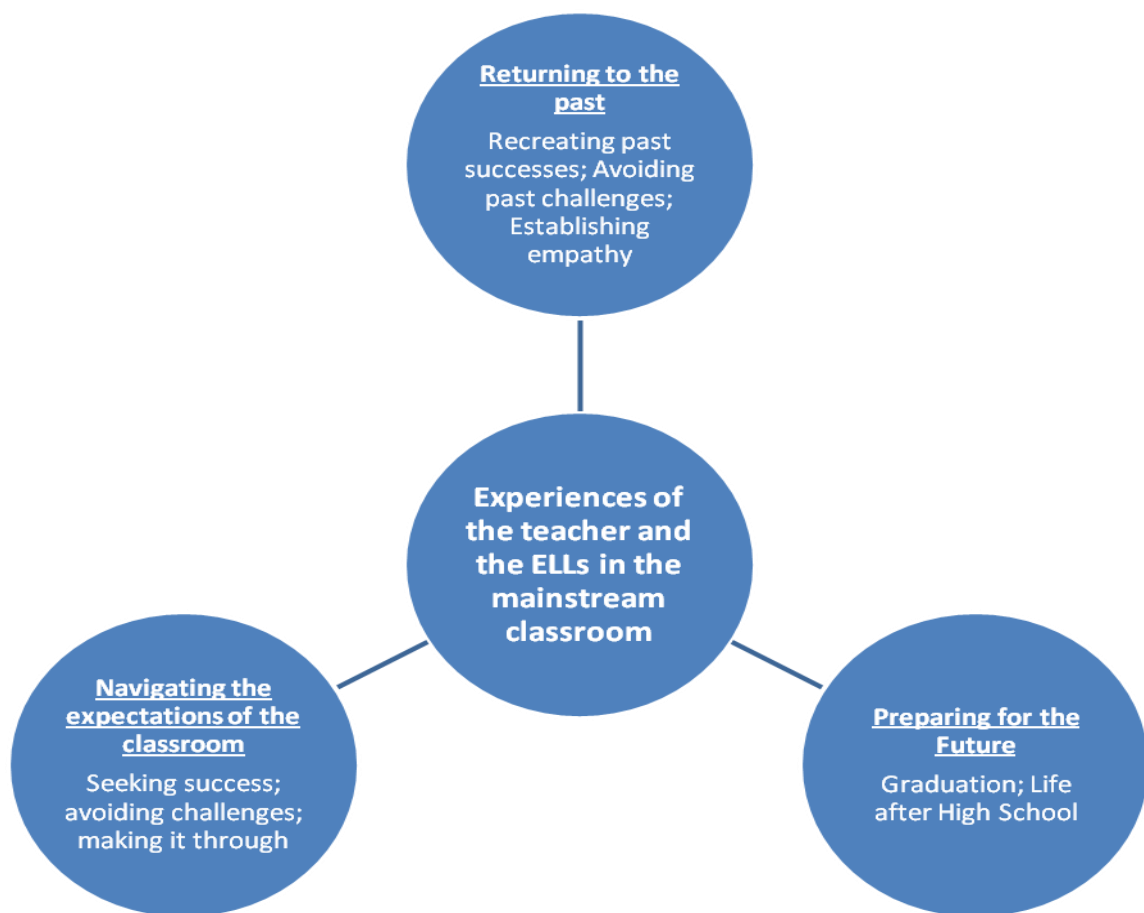 Returning to the
past
Recreating past
successes; Avoiding
past challenges;
Establishing
empathy
Experiences of
the teacher and
the ELLs in the
mainstream
classroom
Navigating the
expectations of the
classroom
Seeking success;
avoiding challenges;
making it through
Preparing for the
Future
Graduation; Life
after High School